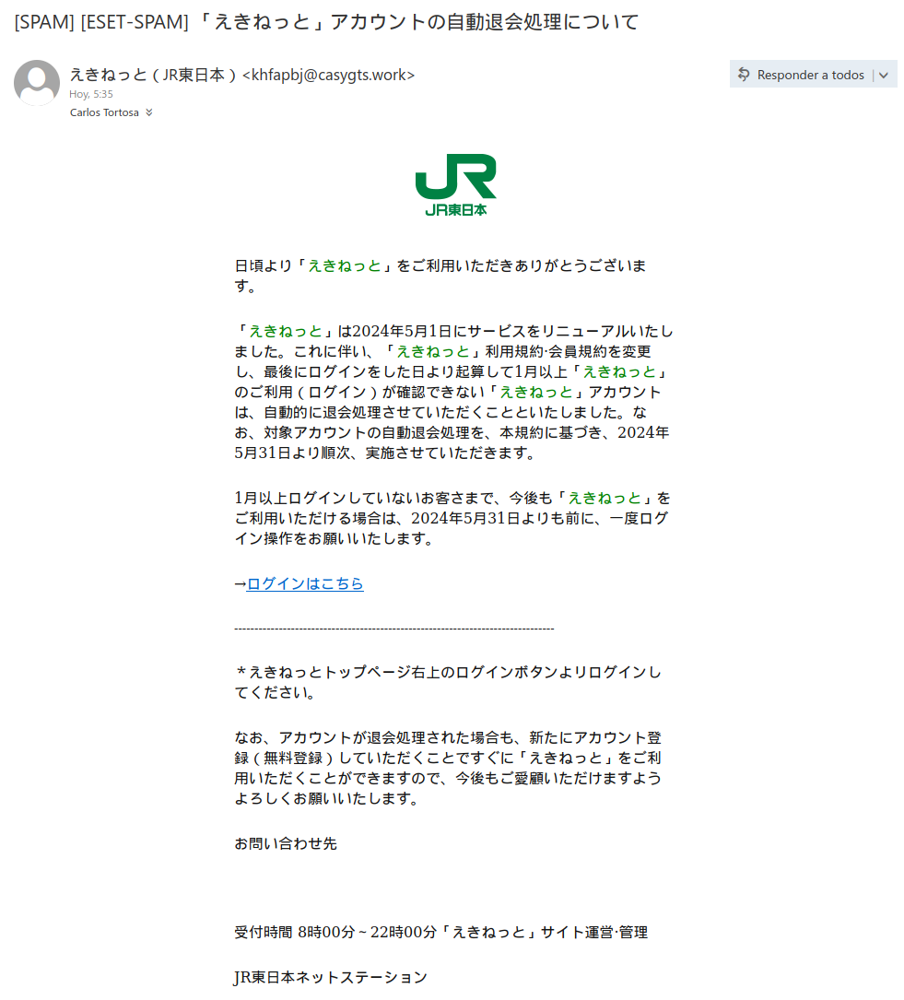 [SPAM] [ESET-SPAM] 「えきねっと」アカウントの自動退会処理について
えきねっと（JR東日本）<khfapbj@casygts.work>
Hoy, 5:35
Carlos Tortosa
Responder a todos
JR
JR東日本
日頃より「えきねっと」をご利用いただきありがとうございま
す。
「えきねっと」は2024年5月1日にサービスをリニューアルいたし
ました。これに伴い、「えきねっと」利用規約·会員規約を変更
し、最後にログインをした日より起算して1月以上「えきねっと」
のご利用（ログイン）が確認できない「えきねっと」アカウント
は、自動的に退会処理させていただくことといたしました。な
お、対象アカウントの自動退会処理を、本規約に基づき、2024年
5月31日より順次、実施させていただきます。
1月以上ログインしていないお客さまで、今後も「えきねっと」を
ご利用いただける場合は、2024年5月31日よりも前に、一度ログ
イン操作をお願いいたします。
→ログインはこちら
-------------------------------------------------------------------------------
＊えきねっとトップページ右上のログインボタンよリログインし
てください。
なお、アカウントが退会処理された場合も、新たにアカウント登
録（無料登録）していただくことですぐに「えきねっと」をご利
用いただくことができますので、今後もご愛顧いただけますよう
よろしくお願いいたします。
お問い合わせ先
受付時間 8時00分～22時00分「えきねっと」サイト運営·管理
JR東日本ネットステーション